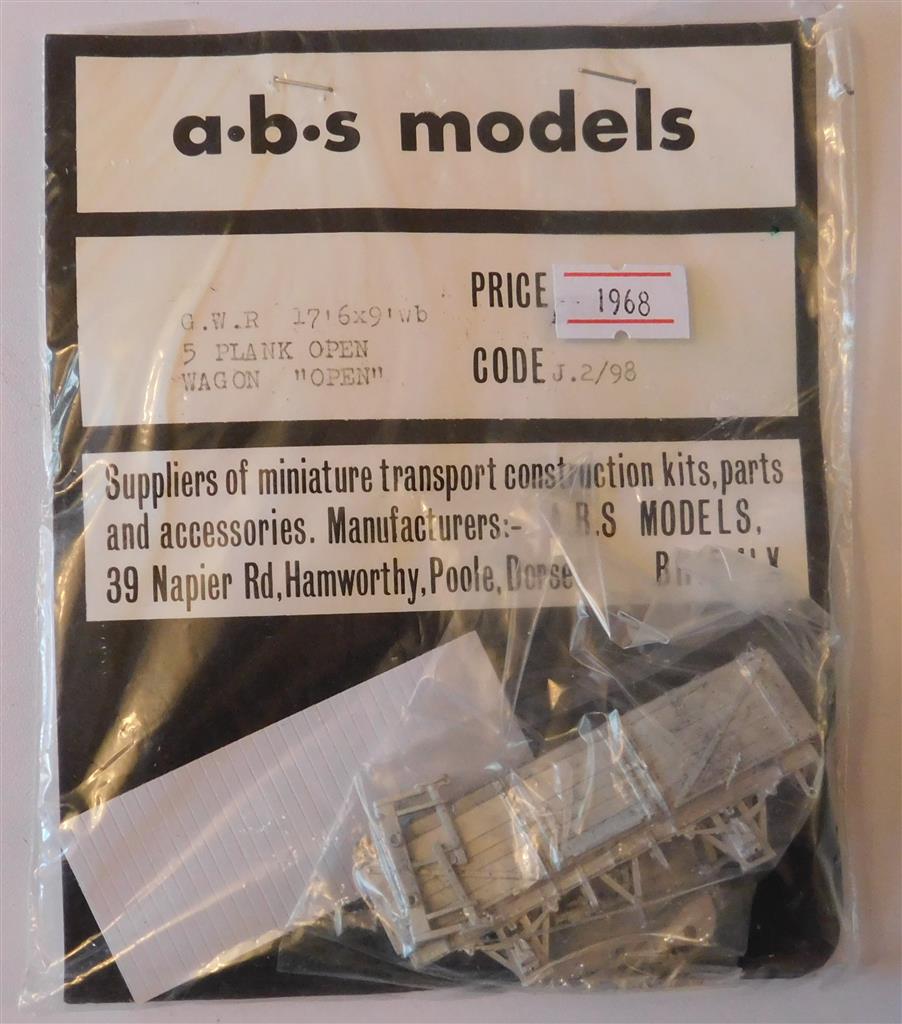 a·b·s models
G.W.R 17'6x9'wb
5 PLANK OPEN
WAGON "OPEN"
PRICE 1968
CODE J.2/98
Suppliers of miniature transport construction kits, parts
and accessories. Manufacturers:- A.B.S MODELS,
39 Napier Rd, Hamworthy, Poole,